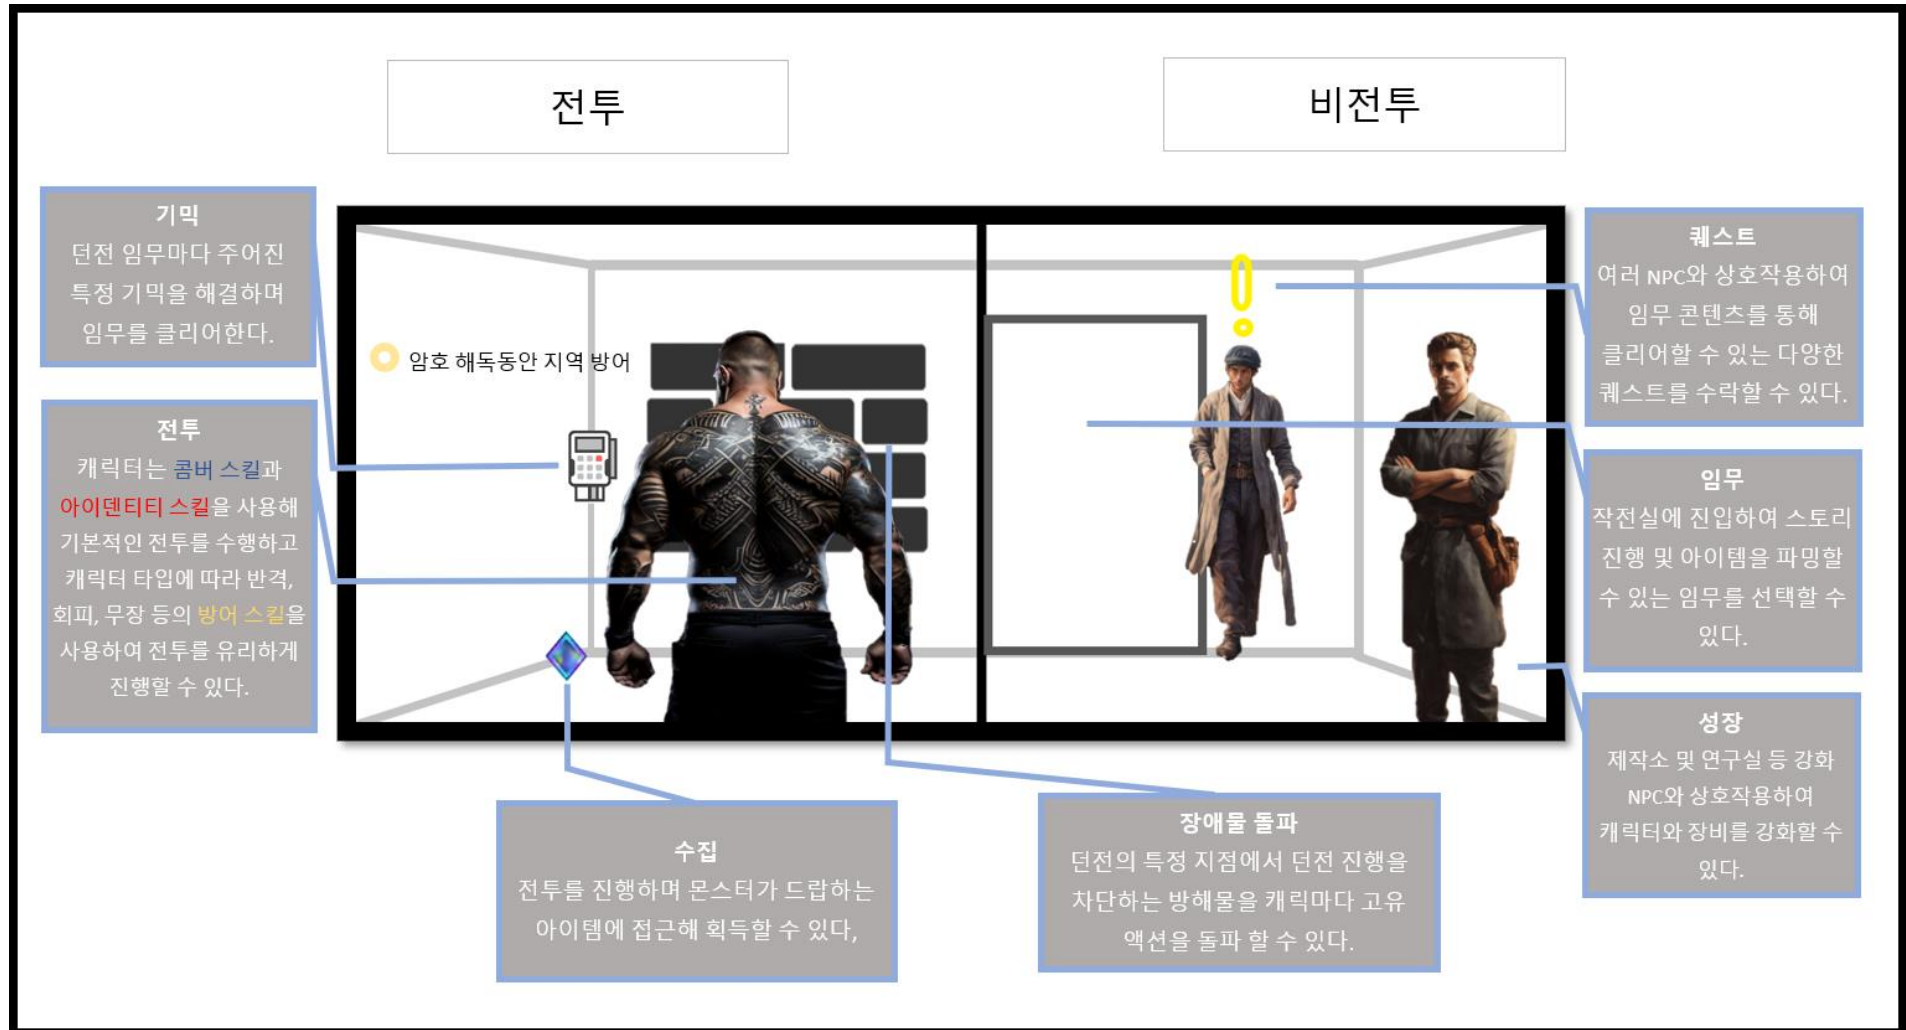 전투
비전투
기믹
던전 임무마다 주어진
특정 기믹을 해결하며
임무를 클리어한다.
전투
캐릭터는 콤버 스킬과
아이덴티티 스킬을 사용해
기본적인 전투를 수행하고
캐릭터 타입에 따라 반격,
회피, 무장 등의 방어 스킬을
사용하여 전투를 유리하게
진행할 수 있다.
암호 해독동안 지역 방어
퀘스트
여러 NPC와 상호작용하여
임무 콘텐츠를 통해
클리어할 수 있는 다양한
퀘스트를 수락할 수 있다.
임무
작전실에 진입하여 스토리
진행 및 아이템을 파밍할
수 있는 임무를 선택할 수
있다.
성장
제작소 및 연구실 등 강화
NPC와 상호작용하여
캐릭터와 장비를 강화할 수
있다.
수집
전투를 진행하며 몬스터가 드랍하는
아이템에 접근해 획득할 수 있다,
장애물 돌파
던전의 특정 지점에서 던전 진행을
차단하는 방해물을 캐릭마다 고유
액션을 돌파 할 수 있다.